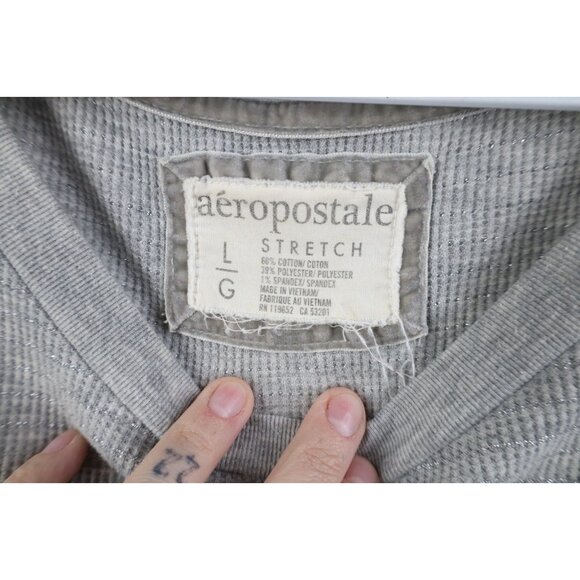 aéropostale
STRETCH
L
G
60% COTTON/ COTON
39% POLYESTER/ POLYESTER
1% SPANDEX/ SPANDEX
MADE IN VIETNAM/
FABRIQUE AU VIETNAM
RN 119652 CA 53201
22